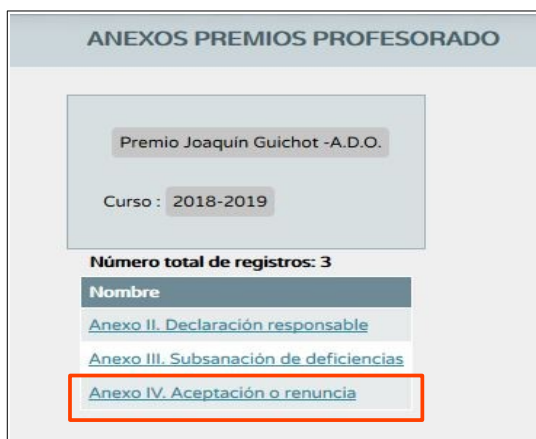 ANEXOS PREMIOS PROFESORADO
Premio Joaquín Guichot -A.D.O.
Curso : 2018-2019
Número total de registros: 3
Nombre
Anexo II. Declaración responsable
Anexo III. Subsanación de deficiencias
Anexo IV. Aceptación o renuncia